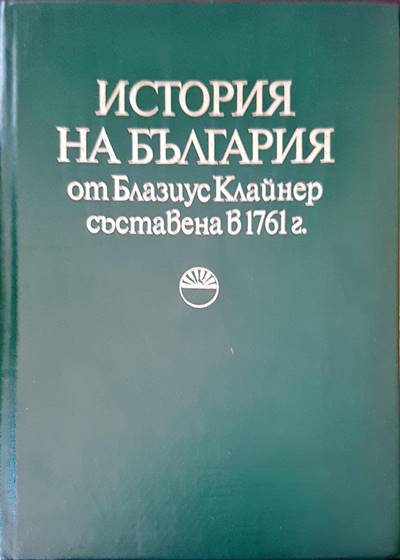 ИСТОРИЯ
НА БЪЛГАРИЯ
от Блазиус Клайнер
съставена в 1761 г.